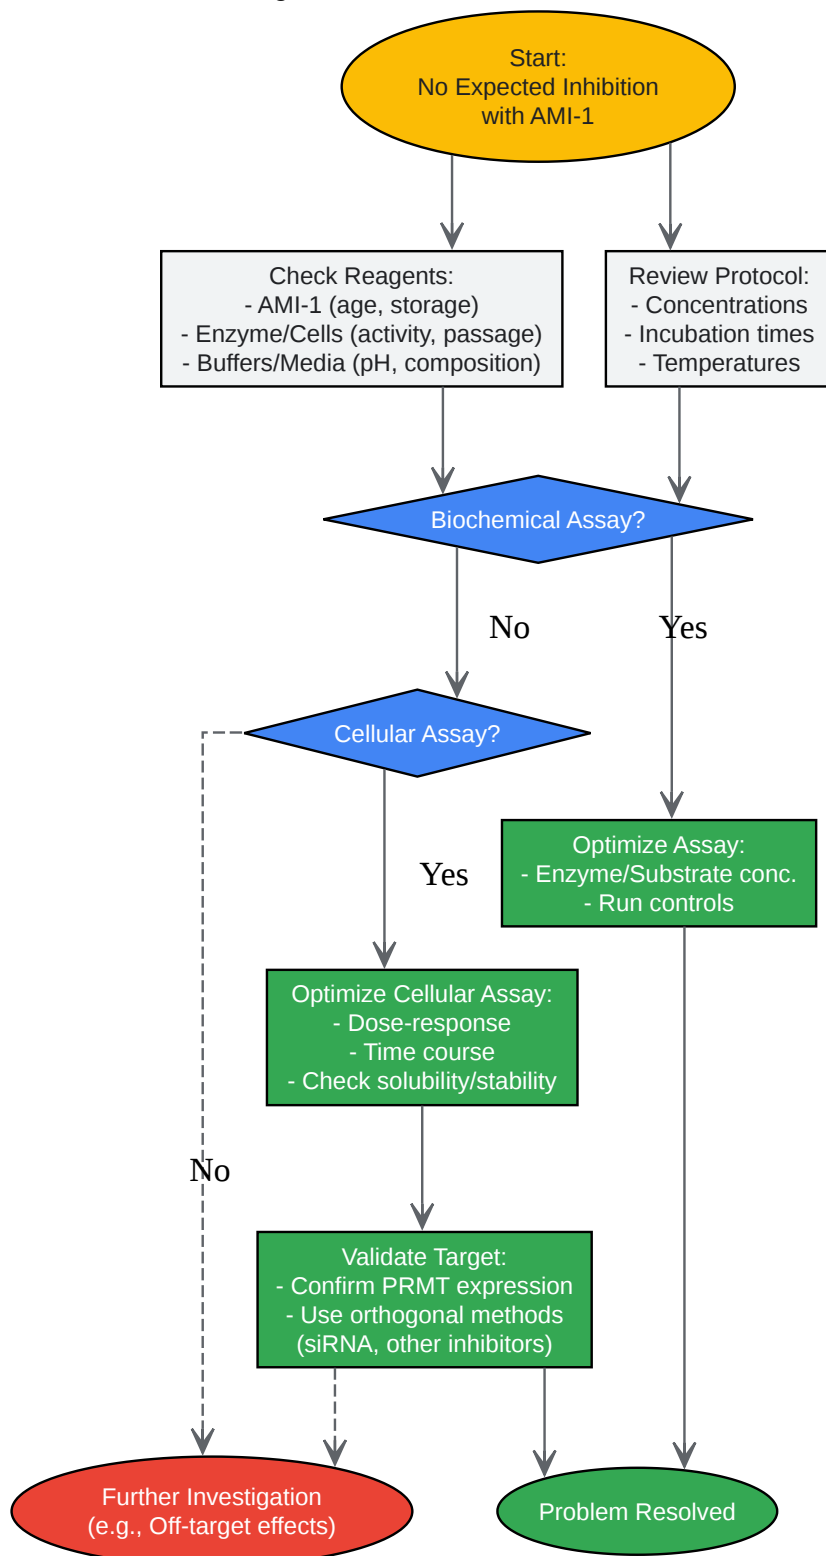 Start:
No Expected Inhibition
with AMI-1
Check Reagents:
- AMI-1 (age, storage)
- Enzyme/Cells (activity, passage)
- Buffers/Media (pH, composition)
Review Protocol:
- Concentrations
- Incubation times
- Temperatures
Biochemical Assay?
No
Yes
Cellular Assay?
Optimize Assay:
- Enzyme/Substrate conc.
- Run controls
Yes
Optimize Cellular Assay:
- Dose-response
- Time course
- Check solubility/stability
No
Validate Target:
- Confirm PRMT expression
- Use orthogonal methods
(siRNA, other inhibitors)
Further Investigation
(e.g., Off-target effects)
Problem Resolved